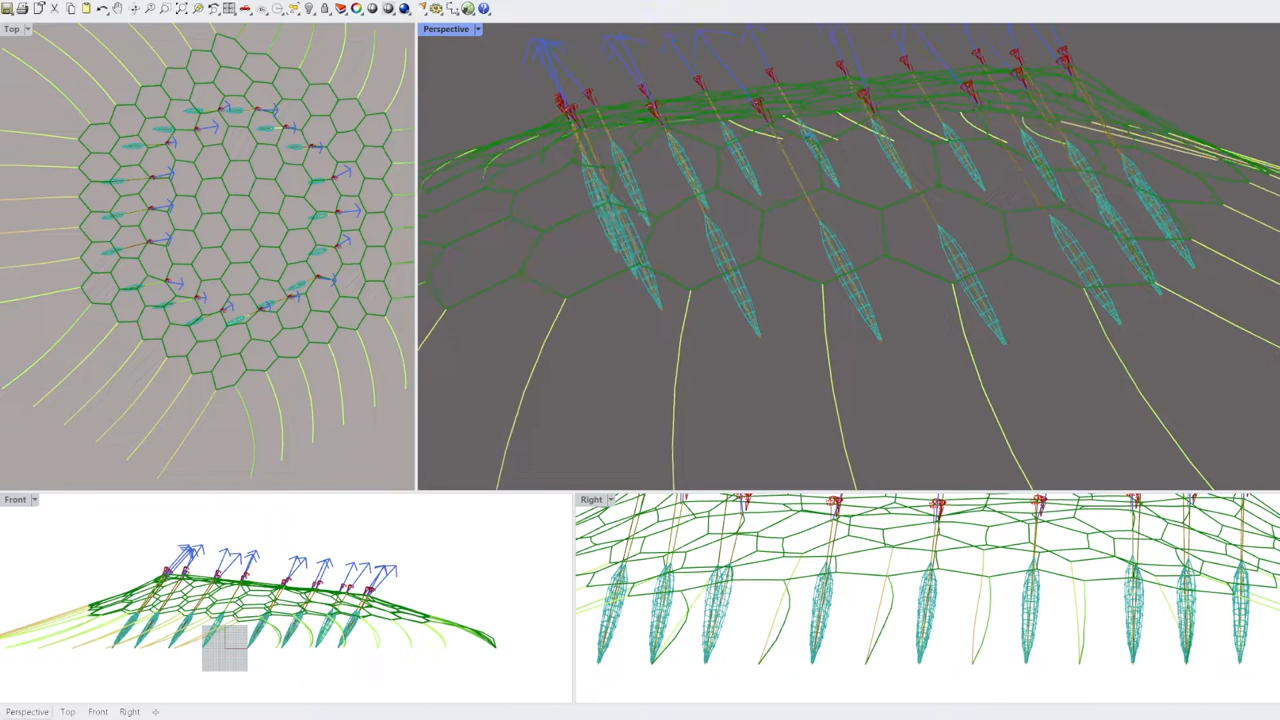 Top
Perspective
Front
Right
Perspective Top Front Right